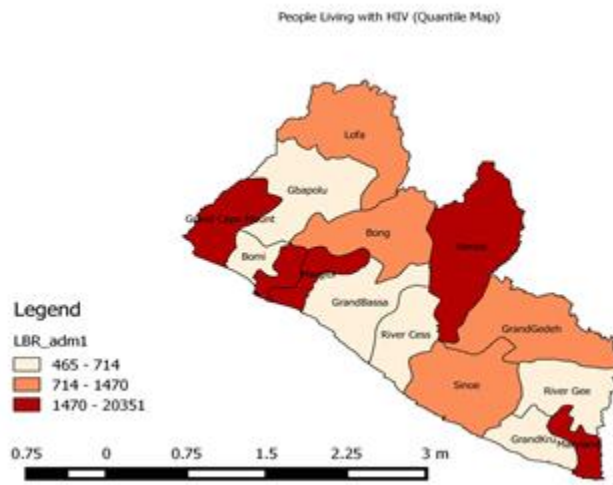 People Living with HIV (Quantile Map)
Lofa
Gbapolu
Grand Cape Mount
Bong
Bomi
GrandBassa
River Cess
GrandGedeh
Sinoe
River Gee
GrandKru
Legend
LBR_adm1
465 - 714
714 - 1470
1470 - 20351
0.75 0 0.75 1.5 2.25 3 m